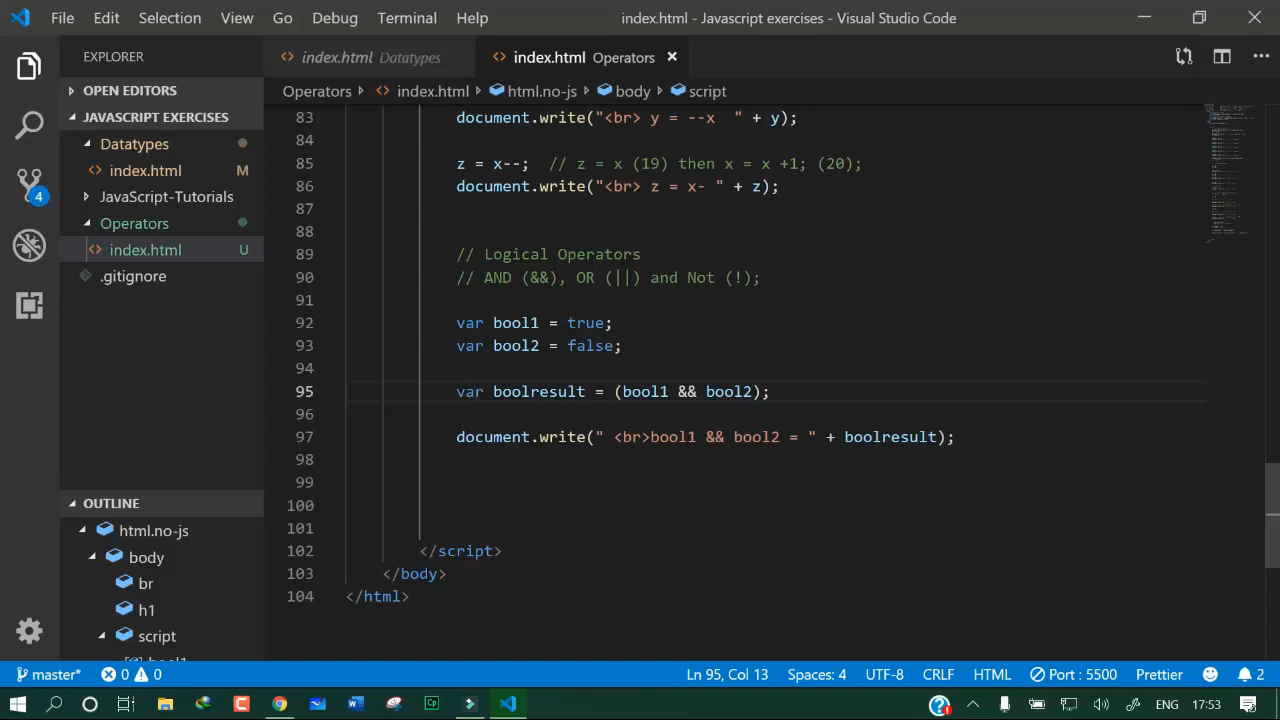 File Edit Selection View Go Debug Terminal Help index.html - Javascript exercises - Visual Studio Code
EXPLORER
index.html Datatypes
index.html Operators
OPEN EDITORS
Operators index.html html.no-js body script
JAVASCRIPT EXERCISES
Datatypes
index.html M
JavaScript-Tutorials
Operators
index.html U
.gitignore
4
OUTLINE
html.no-js
body
br
h1
script
83 document.write("<br> y = --x " + y);
84
85 z = x--; // z = x (19) then x = x +1; (20);
86 document.write("<br> z = x- " + z);
87
88
89 // Logical Operators
90 // AND (&&), OR (||) and Not (!);
91
92 var bool1 = true;
93 var bool2 = false;
94
95 var boolresult = (bool1 && bool2);
96
97 document.write(" <br>bool1 && bool2 = " + boolresult);
98
99
100
101
102 </script>
103 </body>
104 </html>
master* 0 0 Ln 95, Col 13 Spaces: 4 UTF-8 CRLF HTML Port : 5500 Prettier 2
ENG 17:53